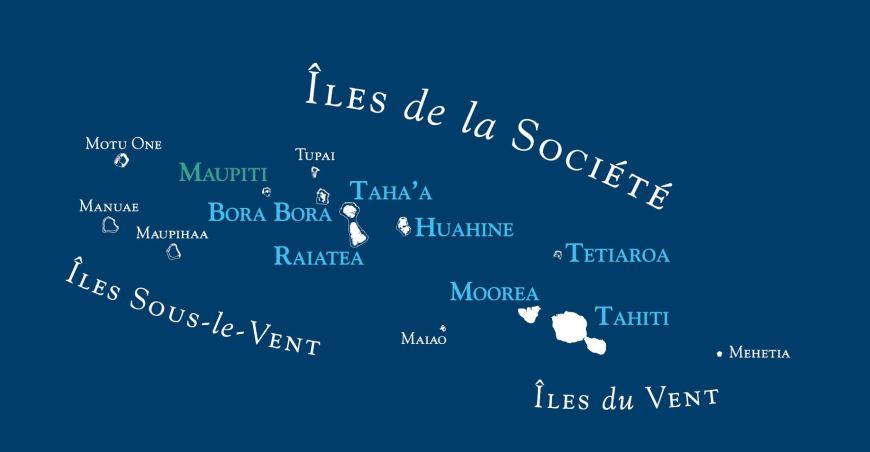 Îles de la Société
Motu One
Tupai
Maupiti
Taha’a
Manuae
Bora Bora
Maupihaa
Huahine
Raiatea
Tetiaroa
Îles Sous-le-Vent
Moorea
Tahiti
Maiao
Mehetia
Îles du Vent